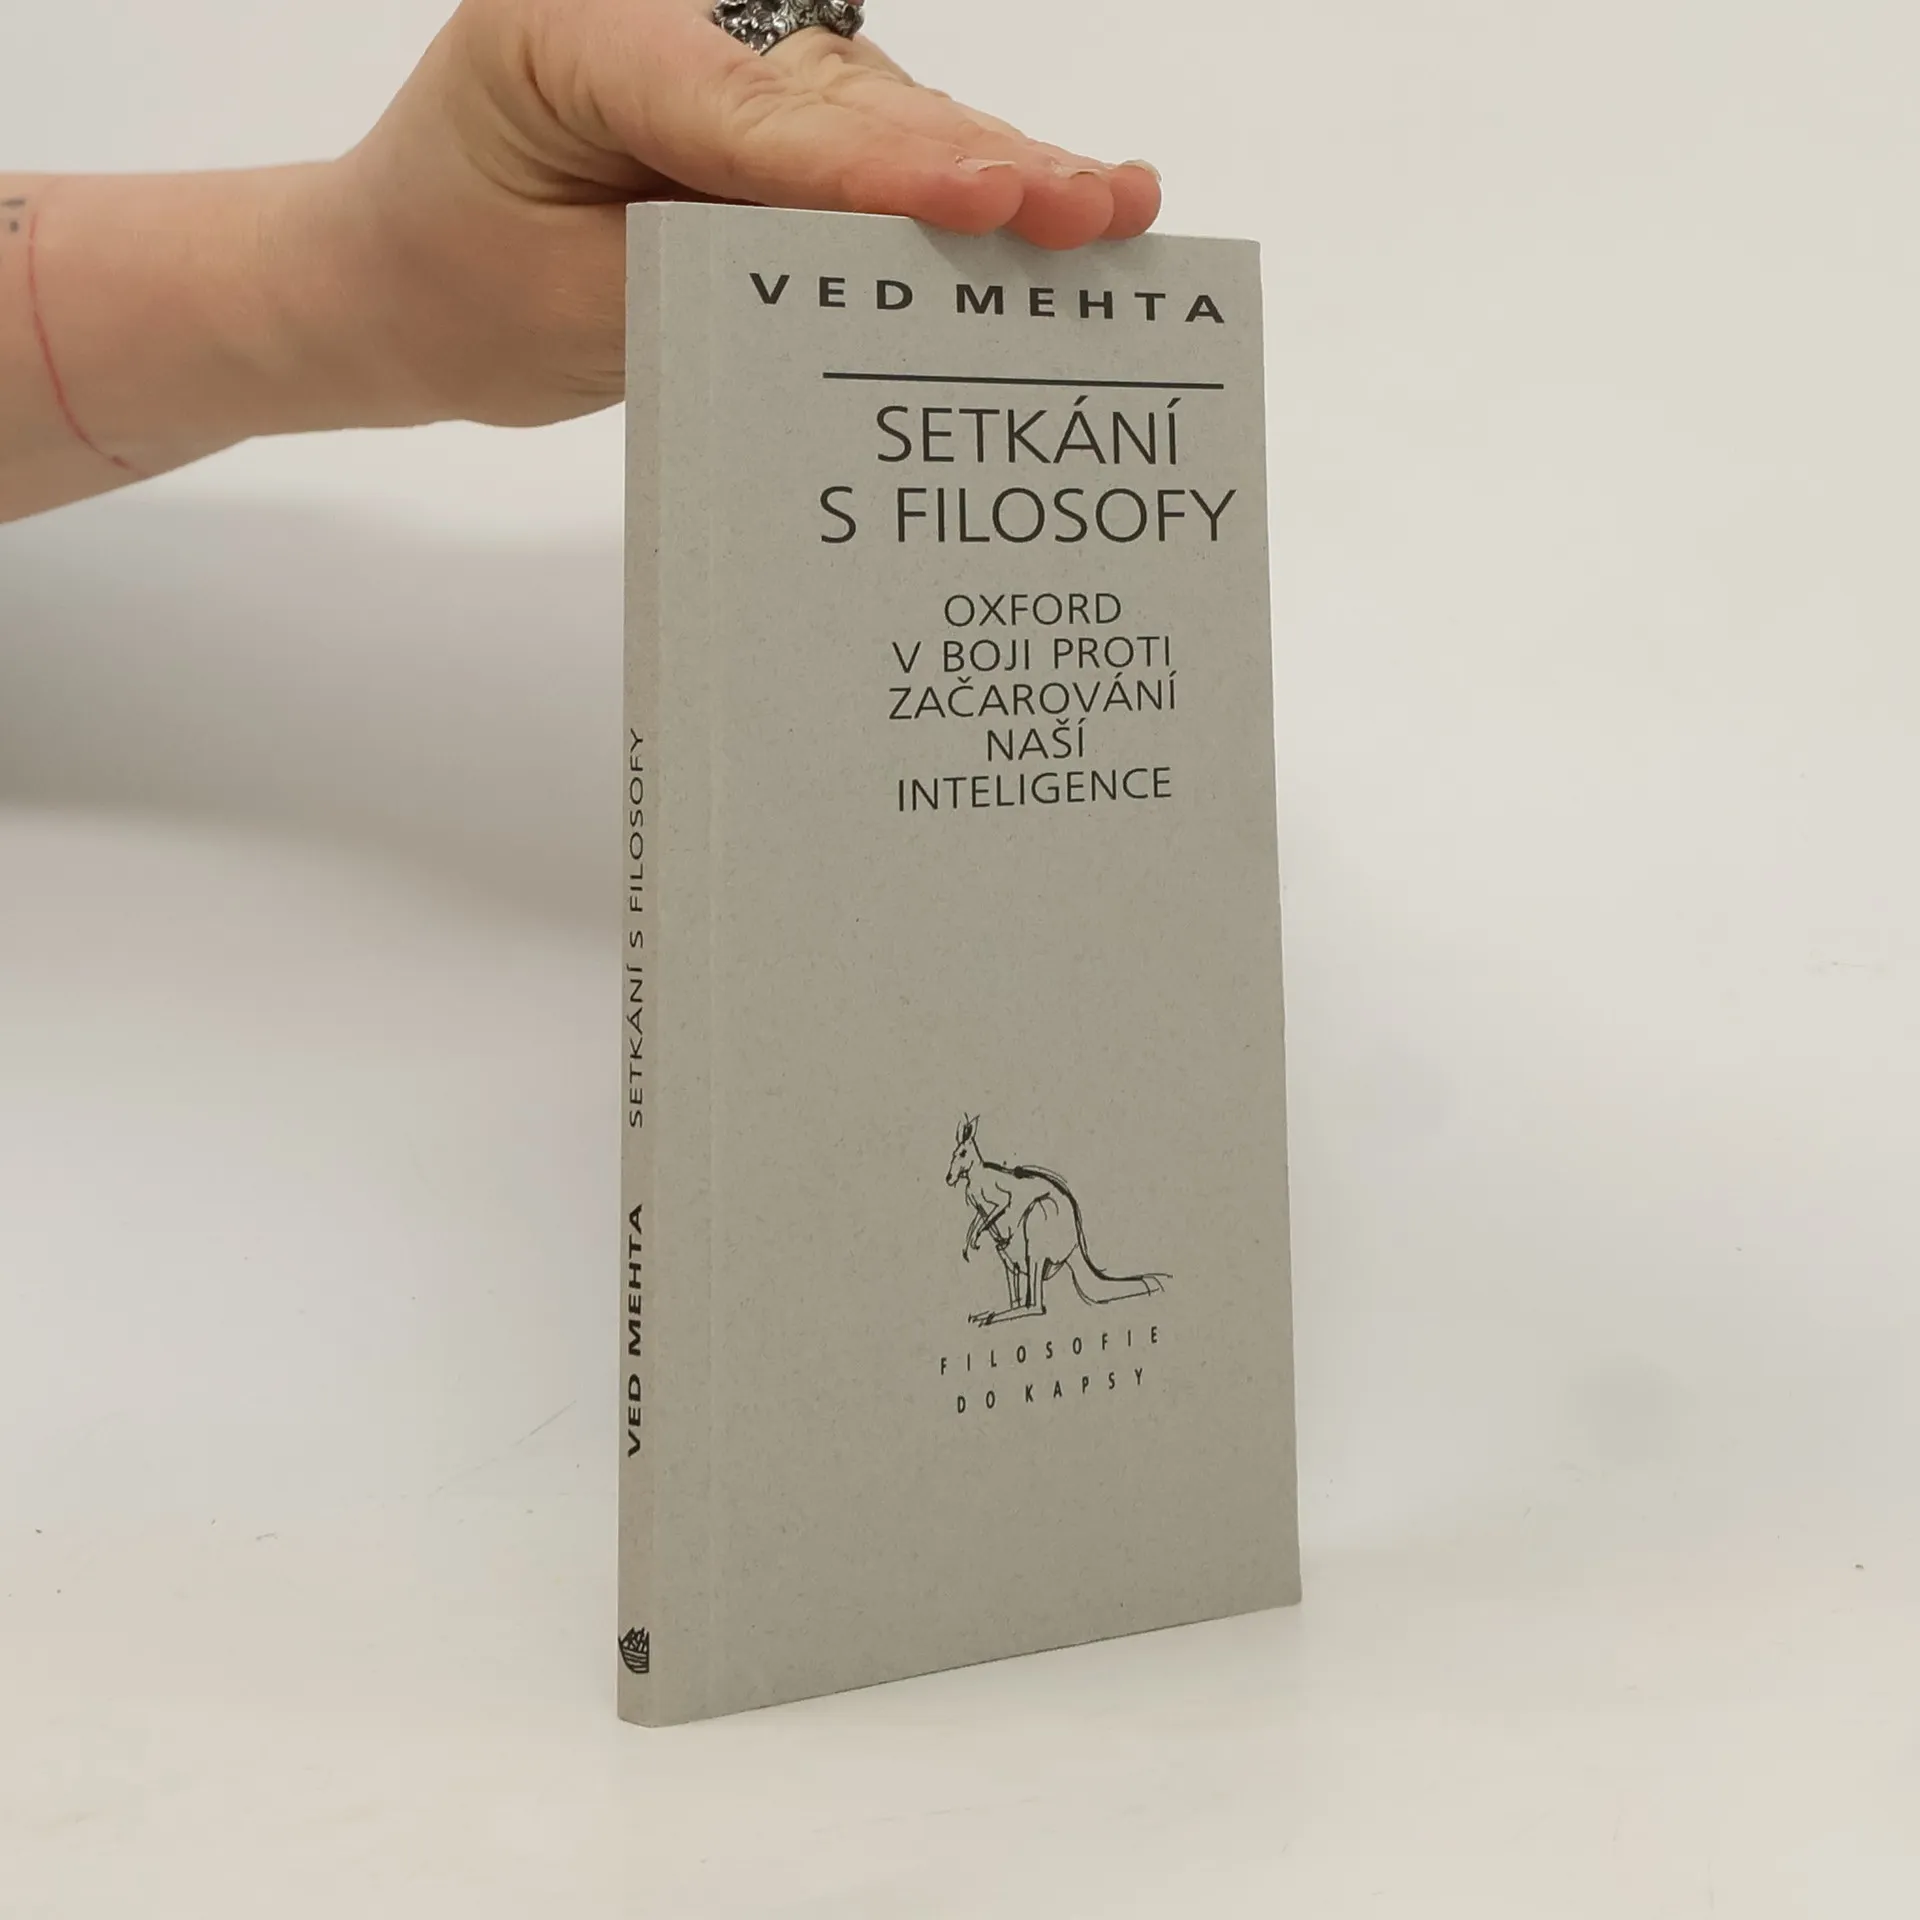 VED MEHTA
SETKÁNÍ
S FILOSOFY
OXFORD
V BOJI PROTI
ZAČAROVÁNÍ
NAŠÍ
INTELIGENCE
FILOSOFIE
DO KAPSY
VED MEHTA SETKÁNÍ S FILOSOFY